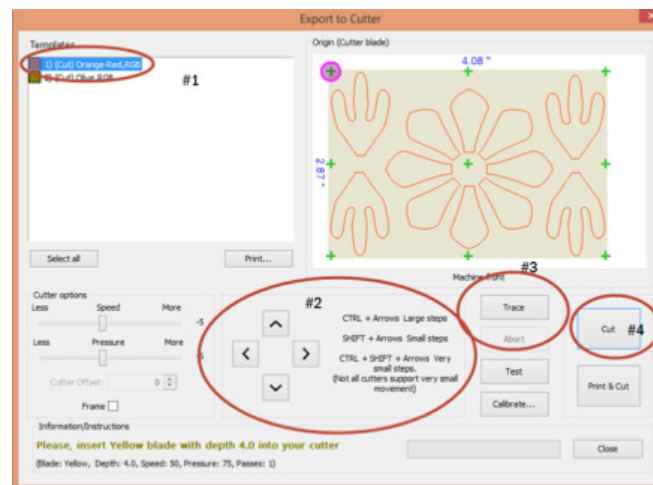 Export to Cutter
Templates
1) (Cut) Orange-Red,RGB
#1
(Cut) Olive,RGB
Select all
Print...
Origin (Cutter blade)
4.08 "
2.87 "
Machine front
Cutter options
Less Speed More
-5
Less Pressure More
Cutter Offset: 0
Frame
#2
CTRL + Arrows Large steps
SHIFT + Arrows Small steps
CTRL + SHIFT + Arrows Very
small steps.
(Not all cutters support very small
movement)
#3
Trace
Abort
Test
Calibrate...
Cut #4
Print & Cut
Information/Instructions
Please, insert Yellow blade with depth 4.0 into your cutter
(Blade: Yellow, Depth: 4.0, Speed: 50, Pressure: 75, Passes: 1)
Close